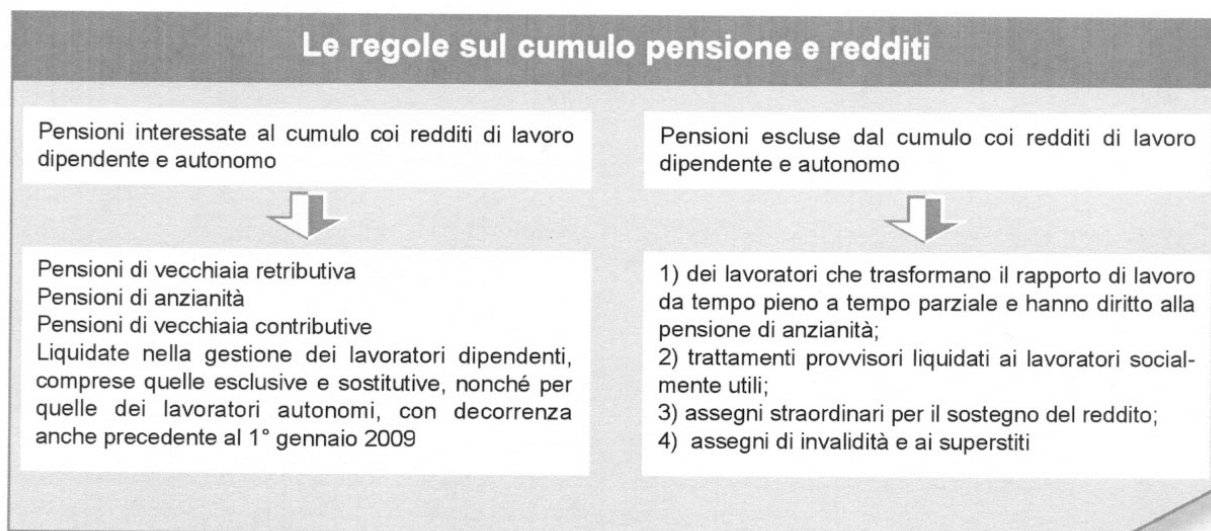 Le regole sul cumulo pensione e redditi
Pensioni interessate al cumulo coi redditi di lavoro
dipendente e autonomo
Pensioni di vecchiaia retributiva
Pensioni di anzianità
Pensioni di vecchiaia contributive
Liquidate nella gestione dei lavoratori dipendenti,
comprese quelle esclusive e sostitutive, nonché per
quelle dei lavoratori autonomi, con decorrenza
anche precedente al 1° gennaio 2009
Pensioni escluse dal cumulo coi redditi di lavoro
dipendente e autonomo
1) dei lavoratori che trasformano il rapporto di lavoro
da tempo pieno a tempo parziale e hanno diritto alla
pensione di anzianità;
2) trattamenti provvisori liquidati ai lavoratori social-
mente utili;
3) assegni straordinari per il sostegno del reddito;
4) assegni di invalidità e ai superstiti